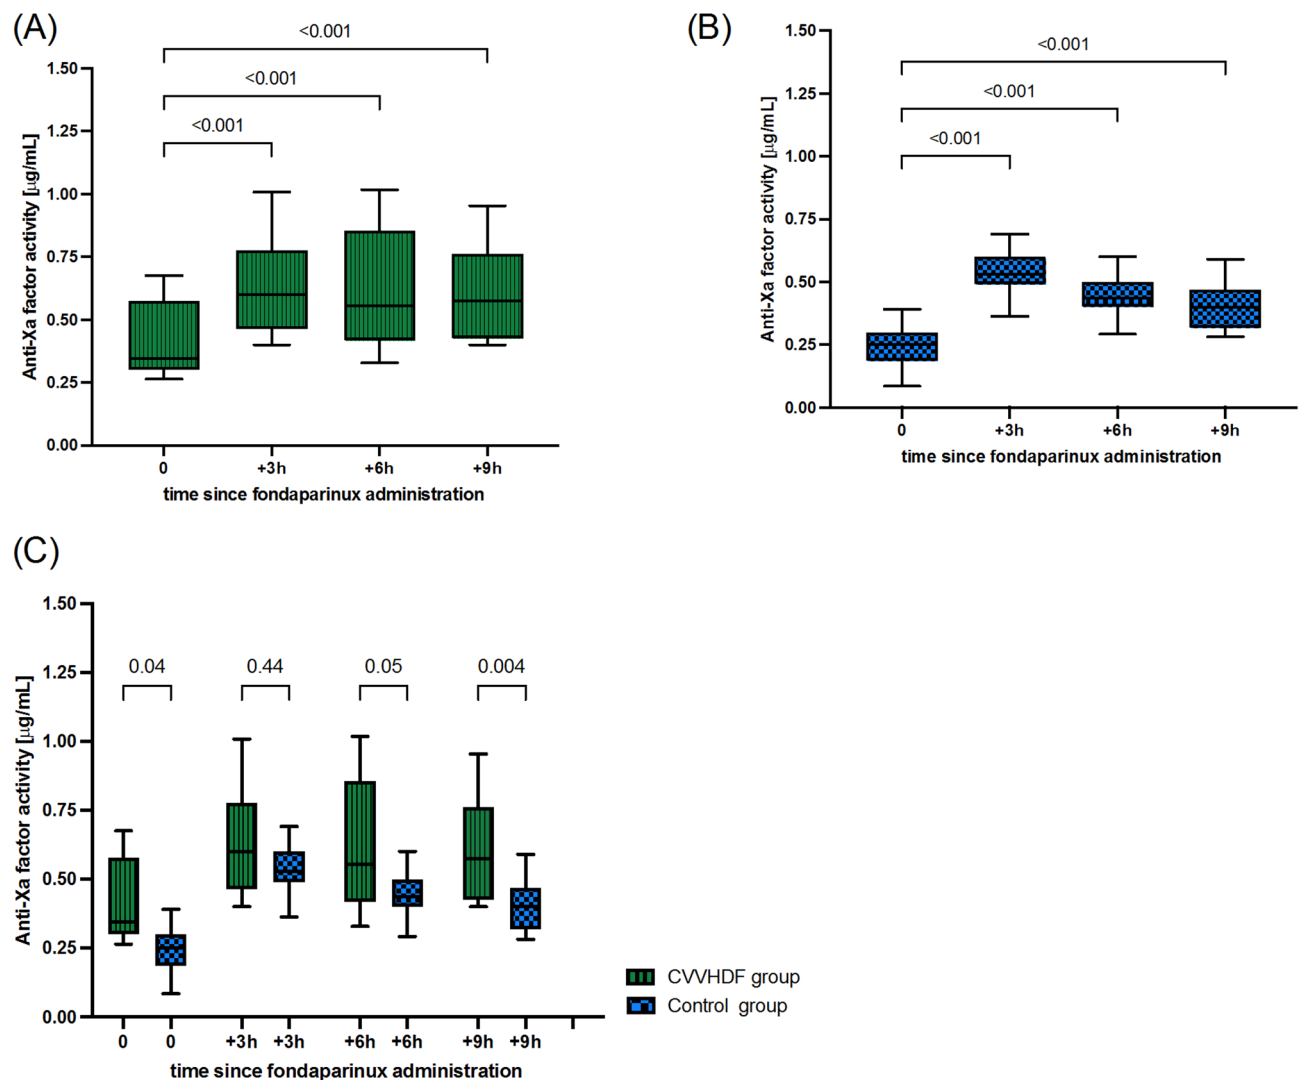 (A)
<0.001
<0.001
<0.001
1.50
1.25
1.00
0.75
0.50
0.25
0.00
Anti-Xa factor activity [µg/mL]
0 +3h +6h +9h
time since fondaparinux administration
(B)
<0.001
<0.001
<0.001
1.50
1.25
1.00
0.75
0.50
0.25
0.00
Anti-Xa factor activity [µg/mL]
0 +3h +6h +9h
time since fondaparinux administration
(C)
0.04 0.44 0.05 0.004
1.50
1.25
1.00
0.75
0.50
0.25
0.00
Anti-Xa factor activity [µg/mL]
0 0 +3h +3h +6h +6h +9h +9h
time since fondaparinux administration
CVVHDF group
Control group